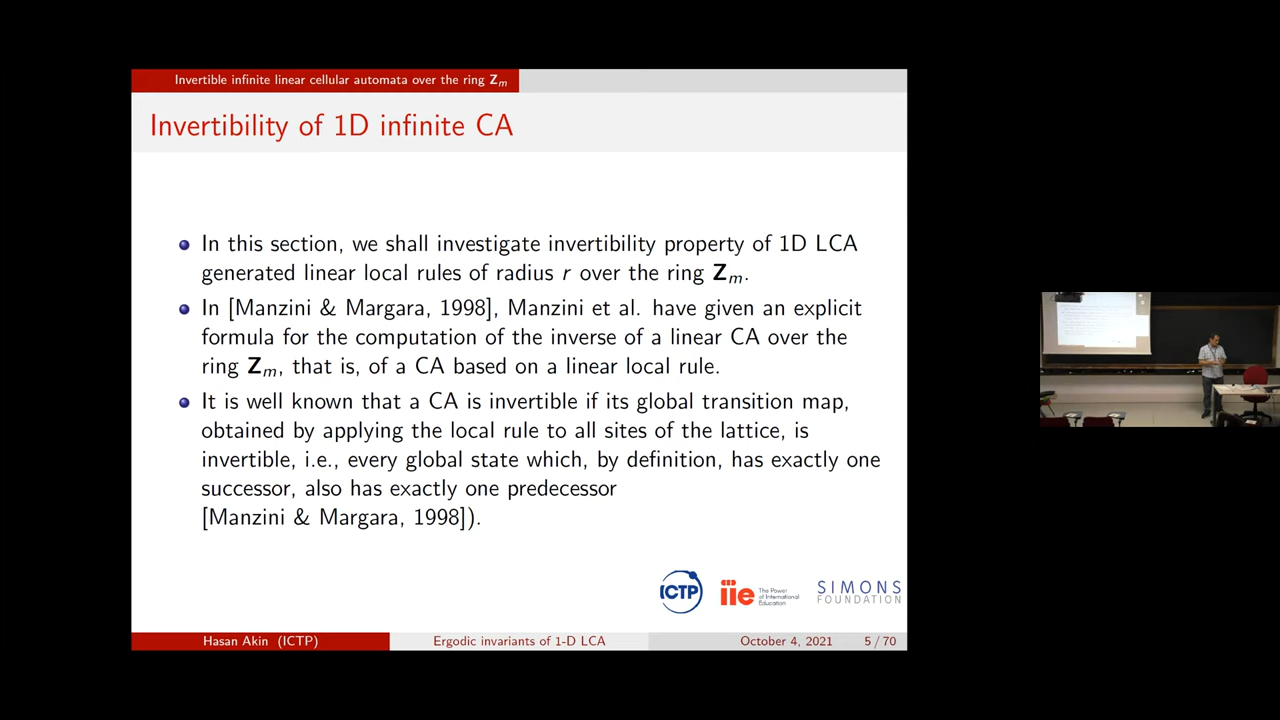 Invertible infinite linear cellular automata over the ring Zm
Invertibility of 1D infinite CA
In this section, we shall investigate invertibility property of 1D LCA
generated linear local rules of radius r over the ring Zm.
In [Manzini & Margara, 1998], Manzini et al. have given an explicit
formula for the computation of the inverse of a linear CA over the
ring Zm, that is, of a CA based on a linear local rule.
It is well known that a CA is invertible if its global transition map,
obtained by applying the local rule to all sites of the lattice, is
invertible, i.e., every global state which, by definition, has exactly one
successor, also has exactly one predecessor
[Manzini & Margara, 1998]).
ICTP
iie
The Power
of International
Education
SIMONS
FOUNDATION
Hasan Akin (ICTP)
Ergodic invariants of 1-D LCA
October 4, 2021
5 / 70